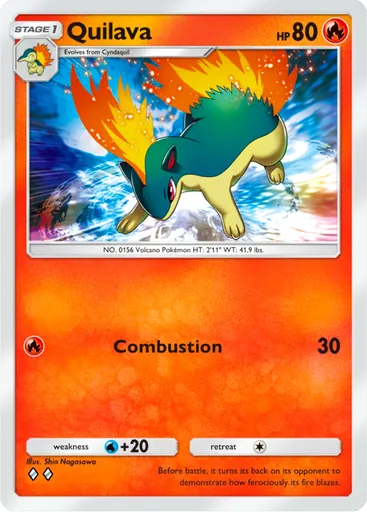 STAGE 1
Quilava
HP 80
Evolves from Cyndaquil
NO. 0156 Volcano Pokémon HT: 2'11" WT: 41.9 lbs.
Combustion 30
weakness +20 retreat
Illus. Shin Nagasawa
Before battle, it turns its back on its opponent to
demonstrate how ferociously its fire blazes.